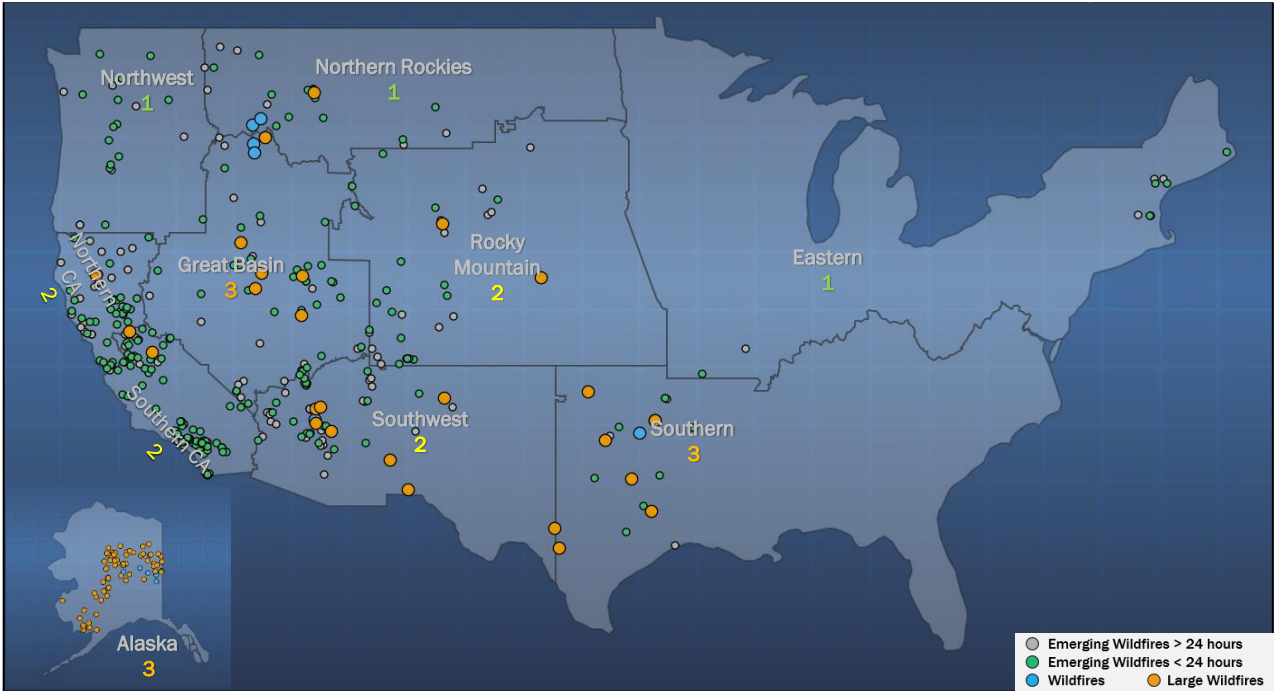 Northwest
1
Northern Rockies
1
Northern
CA
2
Great Basin
3
Rocky
Mountain
2
Eastern
1
Southern CA
2
Southwest
2
Southern
3
Alaska
3
Emerging Wildfires > 24 hours
Emerging Wildfires < 24 hours
Wildfires
Large Wildfires